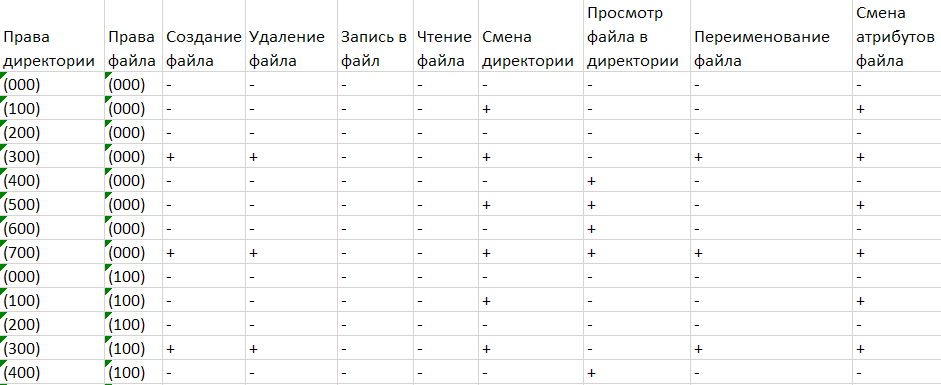 Права директории | Права файла | Создание файла | Удаление файла | Запись в файл | Чтение файла | Смена директории | Просмотр файла в директории | Переименование файла | Смена атрибутов файла
(000) (000) - - - - - - - -
(100) (000) - - - - + - - +
(200) (000) - - - - - - - -
(300) (000) + + - - + - + +
(400) (000) - - - - - + - -
(500) (000) - - - - + + - +
(600) (000) - - - - - + - -
(700) (000) + + - - + + + +
(000) (100) - - - - - - - -
(100) (100) - - - - + - - +
(200) (100) - - - - - - - -
(300) (100) + + - - + - + +
(400) (100) - - - - - + - -